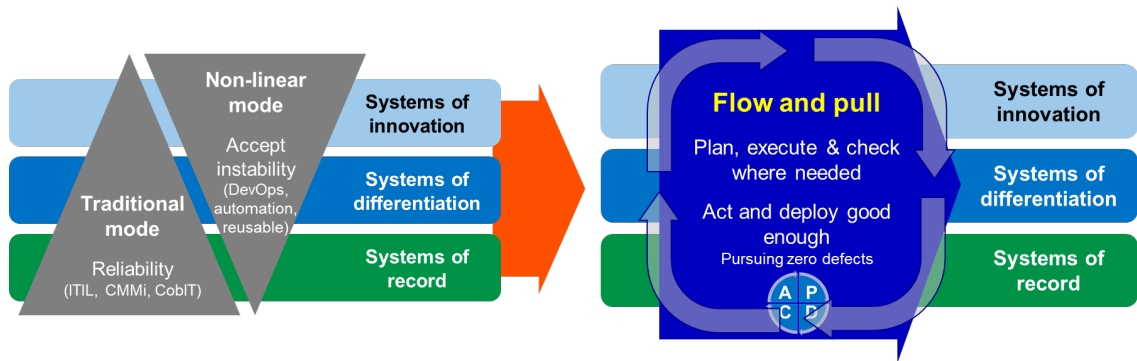 Non-linear
mode
Accept
instability
(DevOps,
automation,
reusable)
Traditional
mode
Reliability
(ITIL, CMMi, CobIT)
Systems of
innovation
Systems of
differentiation
Systems of
record
Flow and pull
Plan, execute & check
where needed
Act and deploy good
enough
Pursuing zero defects
A P
C D
Systems of
innovation
Systems of
differentiation
Systems of
record